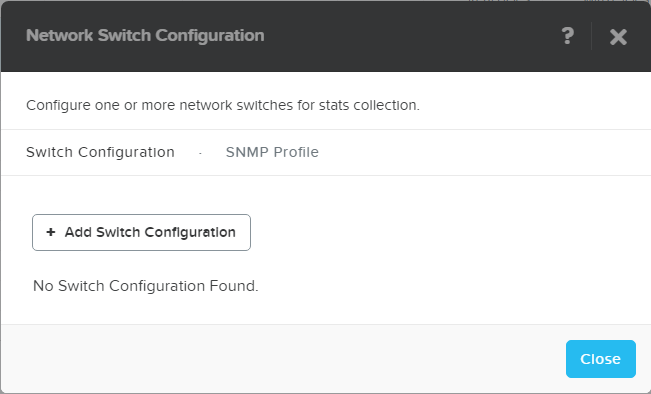 Network Switch Configuration ?
Configure one or more network switches for stats collection.
Switch Configuration · SNMP Profile
+ Add Switch Configuration
No Switch Configuration Found.
Close